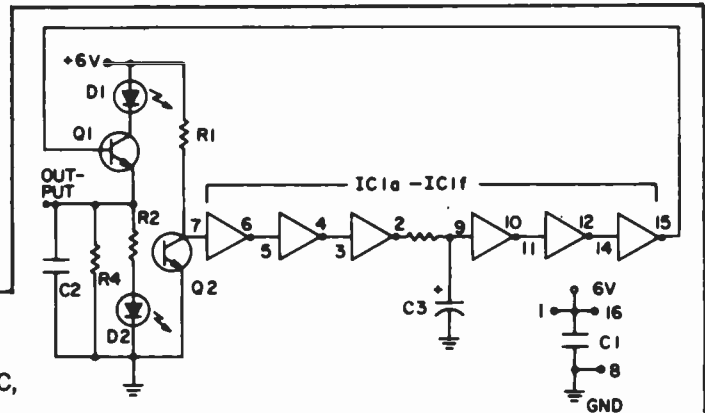 +6V
D1
Q1
R1
OUT-
PUT
IC1a - IC1f
R2
7
6
5
4
3
2
9
10
11
12
14
15
C2
R4
Q2
D2
C3
+
6V
1
16
C1
8
GND
C,